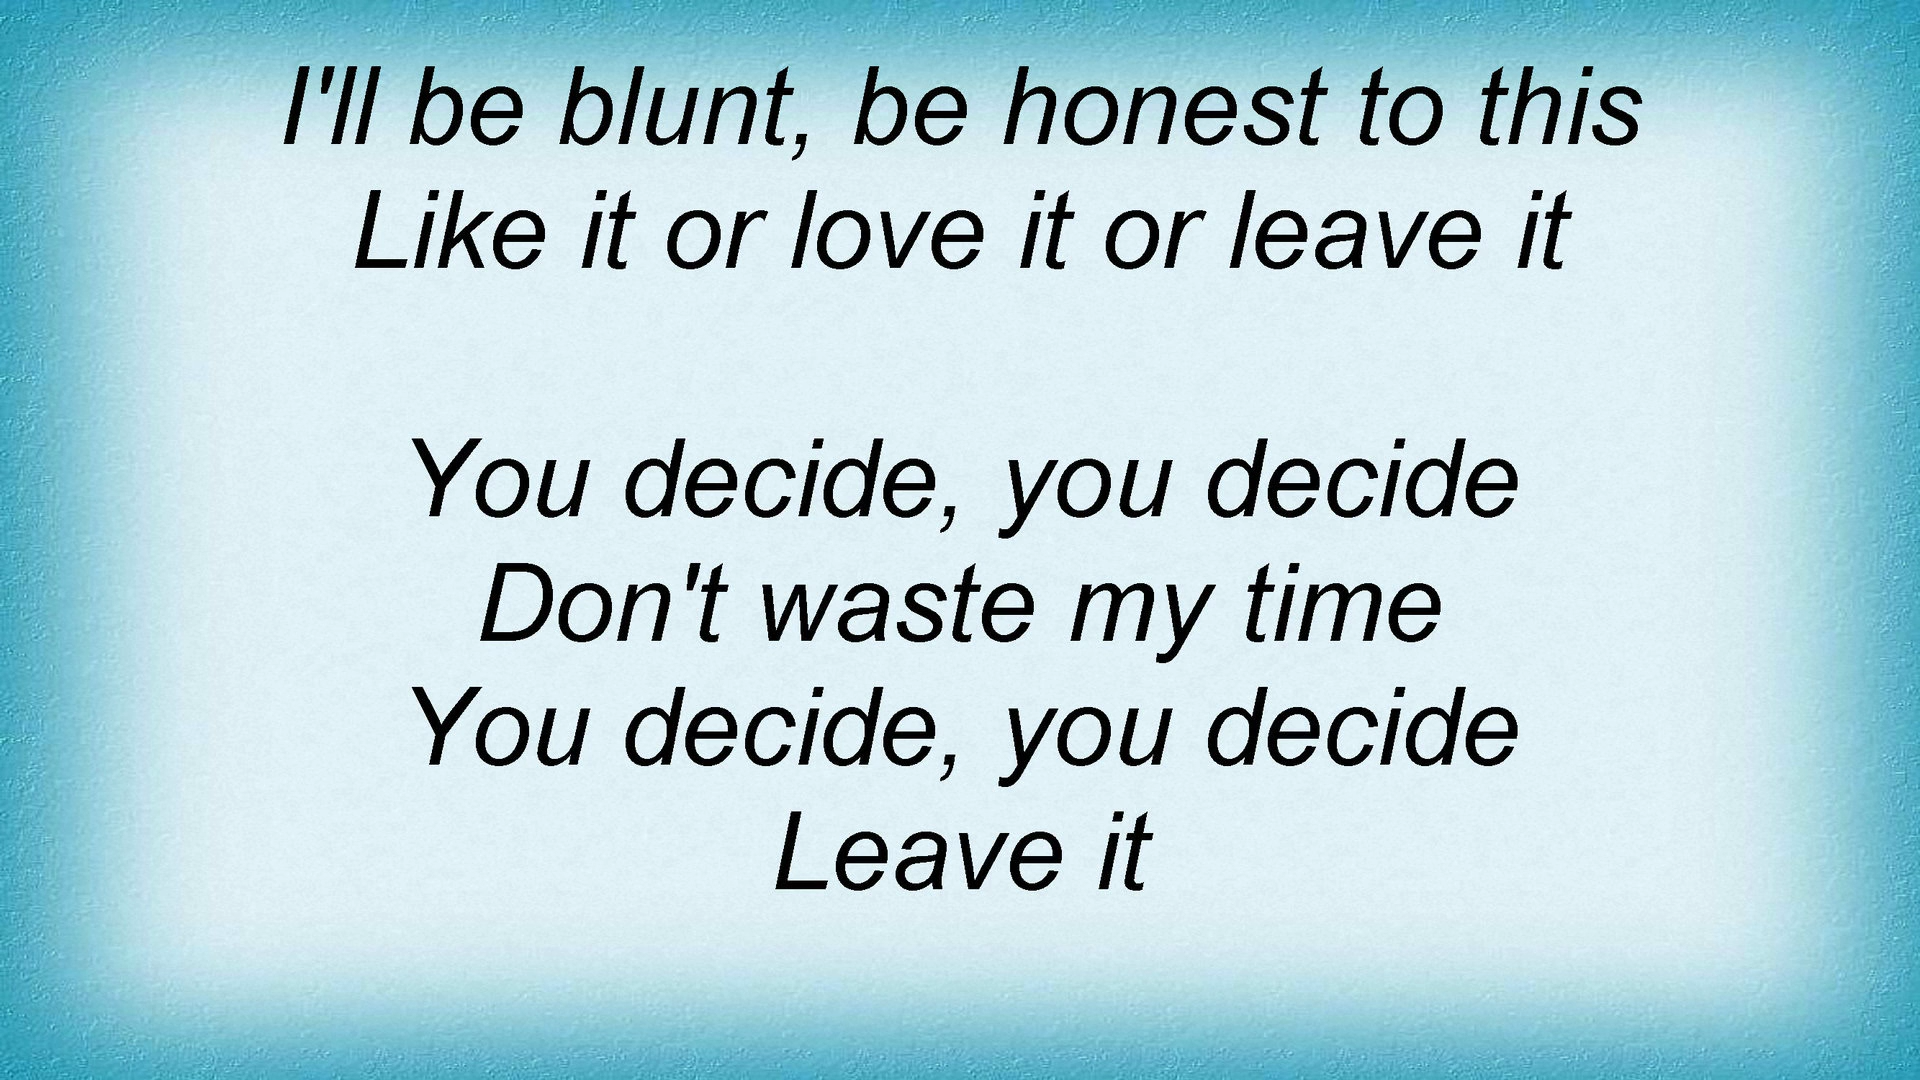 I'll be blunt, be honest to this
Like it or love it or leave it
You decide, you decide
Don't waste my time
You decide, you decide
Leave it